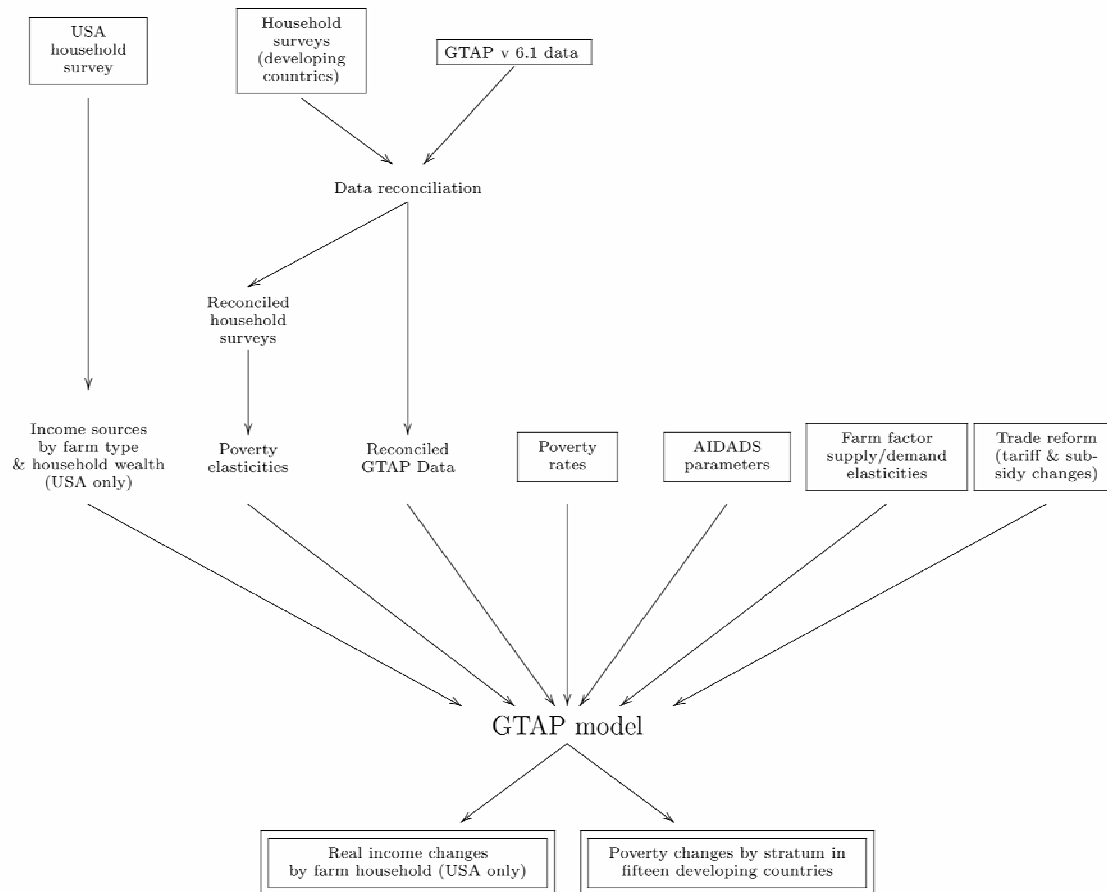 USA
household
survey
Household
surveys
(developing
countries)
GTAP v 6.1 data
Data reconciliation
Reconciled
household
surveys
Income sources
by farm type
& household wealth
(USA only)
Poverty
elasticities
Reconciled
GTAP Data
Poverty
rates
AIDADS
parameters
Farm factor
supply/demand
elasticities
Trade reform
(tariff & sub-
sidy changes)
GTAP model
Real income changes
by farm household (USA only)
Poverty changes by stratum in
fifteen developing countries